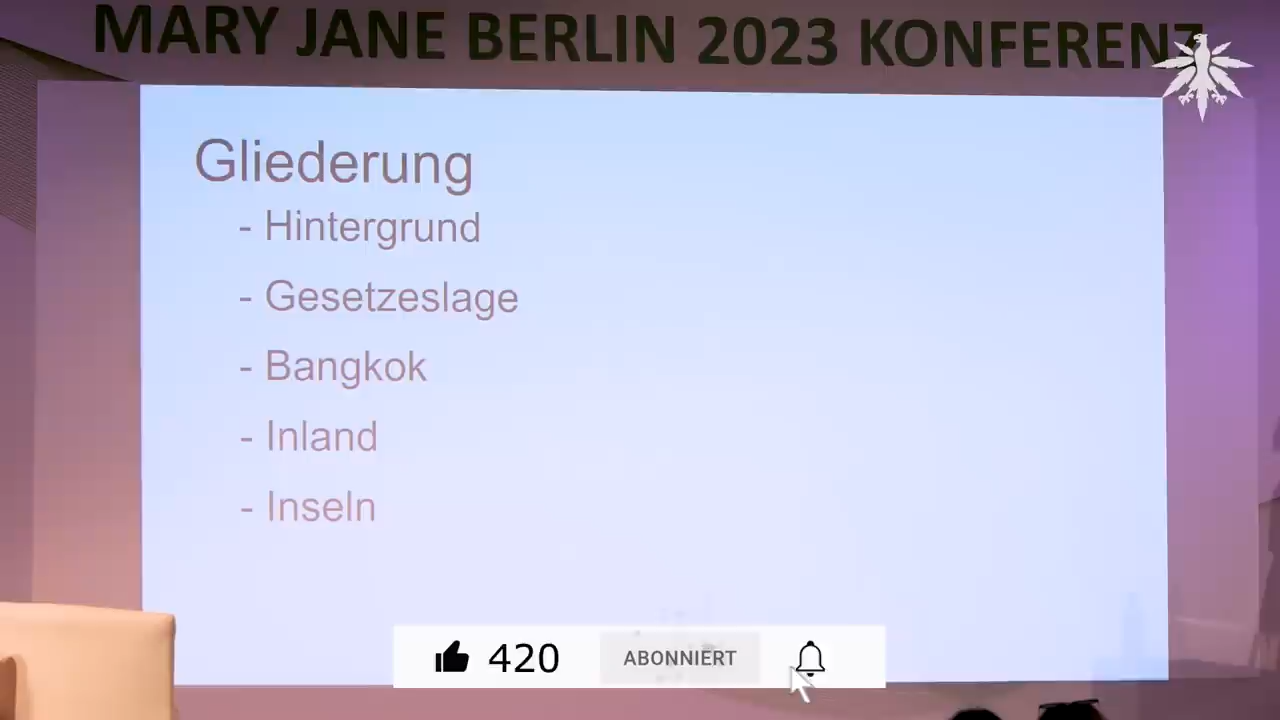 MARY JANE BERLIN 2023 KONFERENZ
Gliederung
- Hintergrund
- Gesetzeslage
- Bangkok
- Inland
- Inseln
420 ABONNIERT